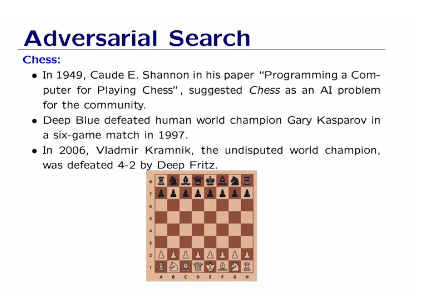 Adversarial Search
Chess:
• In 1949, Caude E. Shannon in his paper “Programming a Com-
puter for Playing Chess”, suggested Chess as an AI problem
for the community.
• Deep Blue defeated human world champion Gary Kasparov in
a six-game match in 1997.
• In 2006, Vladimir Kramnik, the undisputed world champion,
was defeated 4-2 by Deep Fritz.
8
7
6
5
4
3
2
1
A B C D E F G H